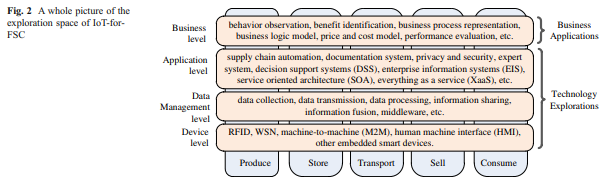 Fig. 2 A whole picture of the
exploration space of IoT-for-
FSC
Business
level
behavior observation, benefit identification, business process representation,
business logic model, price and cost model, performance evaluation, etc.
Business
Applications
Application
level
supply chain automation, documentation system, privacy and security, expert
system, decision support systems (DSS), enterprise information systems (EIS),
service oriented architecture (SOA), everything as a service (XaaS), etc.
Data
Management
level
data collection, data transmission, data processing, information sharing,
information fusion, middleware, etc.
Technology
Explorations
Device
level
RFID, WSN, machine-to-machine (M2M), human machine interface (HMI),
other embedded smart devices.
Produce
Store
Transport
Sell
Consume